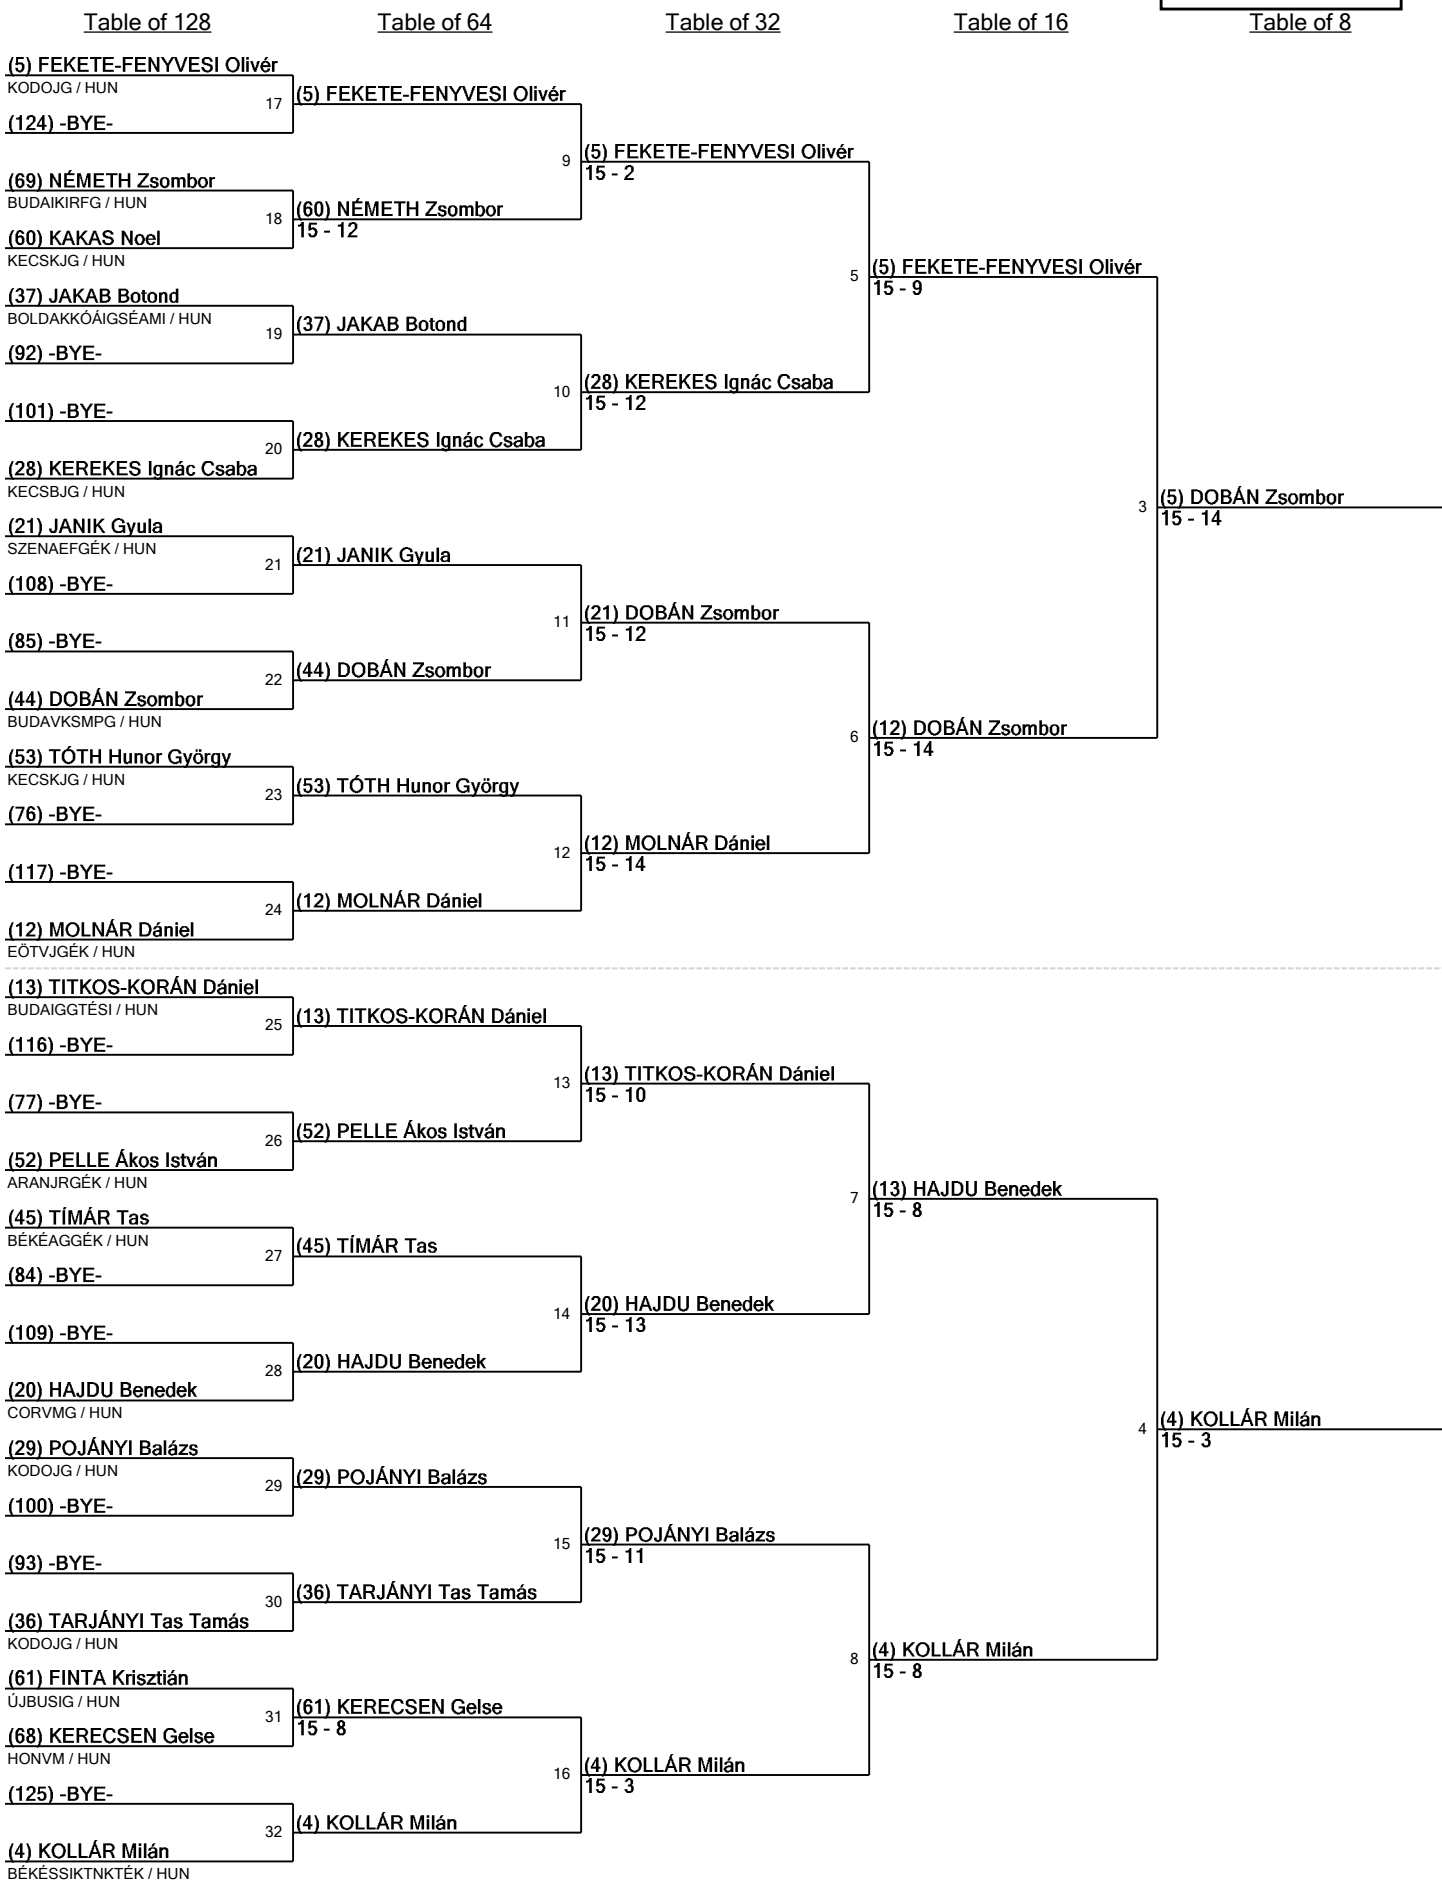 Table of 128
Table of 64
Table of 32
Table of 16
Table of 8
(5) FEKETE-FENYVESI Olivér
KODOJG / HUN
17
(124) -BYE-
(69) NÉMETH Zsombor
BUDAIKIRFG / HUN
18
(60) KAKAS Noel
KECSKJG / HUN
(37) JAKAB Botond
BOLDAKKÓÁIGSÉAMI / HUN
19
(92) -BYE-
(101) -BYE-
20
(28) KEREKES Ignác Csaba
KECSBJG / HUN
(21) JANIK Gyula
SZENAEFGÉK / HUN
21
(108) -BYE-
(85) -BYE-
22
(44) DOBÁN Zsombor
BUDAVKSMPG / HUN
(53) TÓTH Hunor György
KECSKJG / HUN
23
(76) -BYE-
(117) -BYE-
24
(12) MOLNÁR Dániel
EÖTVJGÉK / HUN
(13) TITKOS-KORÁN Dániel
BUDAIGGTÉSI / HUN
25
(116) -BYE-
(77) -BYE-
26
(52) PELLE Ákos István
ARANJRGÉK / HUN
(45) TÍMÁR Tas
BÉKÉAGGÉK / HUN
27
(84) -BYE-
(109) -BYE-
28
(20) HAJDU Benedek
CORVMG / HUN
(29) POJÁNYI Balázs
KODOJG / HUN
29
(100) -BYE-
(93) -BYE-
30
(36) TARJÁNYI Tas Tamás
KODOJG / HUN
(61) FINTA Krisztián
ÚJBUSIG / HUN
31
(68) KERECSEN Gelse
HONVM / HUN
(125) -BYE-
32
(4) KOLLÁR Milán
BÉKÉSSIKTNKTÉK / HUN
(5) FEKETE-FENYVESI Olivér
9
(60) NÉMETH Zsombor
15 - 12
(37) JAKAB Botond
10
(28) KEREKES Ignác Csaba
(21) JANIK Gyula
11
(44) DOBÁN Zsombor
(53) TÓTH Hunor György
12
(12) MOLNÁR Dániel
(13) TITKOS-KORÁN Dániel
13
(52) PELLE Ákos István
(45) TÍMÁR Tas
14
(20) HAJDU Benedek
(29) POJÁNYI Balázs
15
(36) TARJÁNYI Tas Tamás
(61) KERECSEN Gelse
15 - 8
16
(4) KOLLÁR Milán
(5) FEKETE-FENYVESI Olivér
15 - 2
5
(28) KEREKES Ignác Csaba
15 - 12
(21) DOBÁN Zsombor
15 - 12
6
(12) MOLNÁR Dániel
15 - 14
(13) TITKOS-KORÁN Dániel
15 - 10
7
(20) HAJDU Benedek
15 - 13
(29) POJÁNYI Balázs
15 - 11
8
(4) KOLLÁR Milán
15 - 3
(5) FEKETE-FENYVESI Olivér
15 - 9
3
(12) DOBÁN Zsombor
15 - 14
(13) HAJDU Benedek
15 - 8
4
(4) KOLLÁR Milán
15 - 8
(5) DOBÁN Zsombor
15 - 14
(4) KOLLÁR Milán
15 - 3